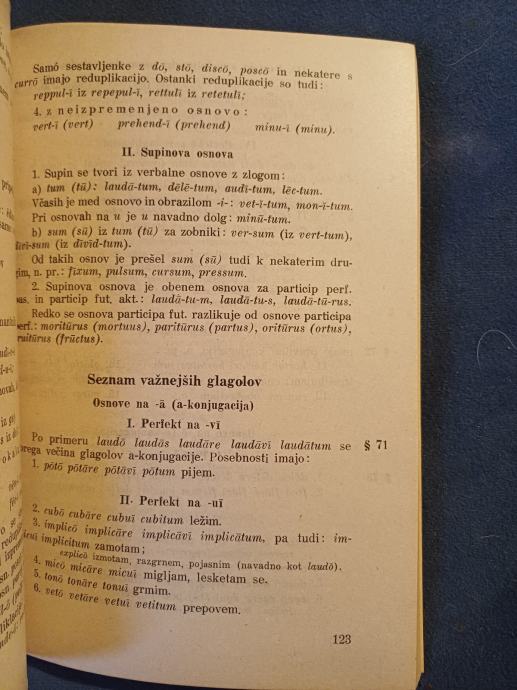 Samó sestavljenke z dō, stō, discō, poscō in nekatere s
currō imajo reduplikacijo. Ostanki reduplikacije so tudi:
reppul-ī iz repepul-ī, rettulī iz retetulī;
4. z neizpremenjeno osnovo:
vert-ī (vert) prehend-ī (prehend) minu-ī (minu).
II. Supinova osnova
1. Supin se tvori iz verbalne osnove z zlogom:
a) tum (tū): laudā-tum, dēlē-tum, audī-tum, lēc-tum.
Včasih je med osnovo in obrazilom -i-: vet-i-tum, mon-i-tum.
Pri osnovah na u je u navadno dolg: minū-tum.
b) sum (sū) iz tum (tū) za zobniki: ver-sum (iz vert-tum),
dīvī-sum (iz dīvid-tum).
Od takih osnov je prešel sum (sū) tudi k nekaterim dru-
gim, n. pr.: fīxum, pulsum, cursum, pressum.
2. Supinova osnova je obenem osnova za particip perf.
pas. in particip fut. akt.: laudā-tu-m, laudā-tu-s, laudā-tū-rus.
Redko se osnova participa fut. razlikuje od osnove participa
perf.: moritūrus (mortuus), paritūrus (partus), oritūrus (ortus),
fruitūrus (frūctus).
Seznam važnejših glagolov
Osnove na -ā (a-konjugacija)
I. Perfekt na -vī
Po primeru laudō laudās laudāre laudāvī laudātum se § 71
sprega večina glagolov a-konjugacije. Posebnosti imajo:
1. pōtō pōtāre pōtāvī pōtum pijem.
II. Perfekt na -uī
2. cubō cubāre cubuī cubitum ležim.
3. implicō implicāre implicāvī implicātum, pa tudi: im-
plicuī implicitum zamotam;
explicō izmotam, razgrnem, pojasnim (navadno kot laudō).
4. micō micāre micuī migljam, lesketam se.
5. tonō tonāre tonuī grmim.
6. vetō vetāre vetuī vetitum prepovem.
123